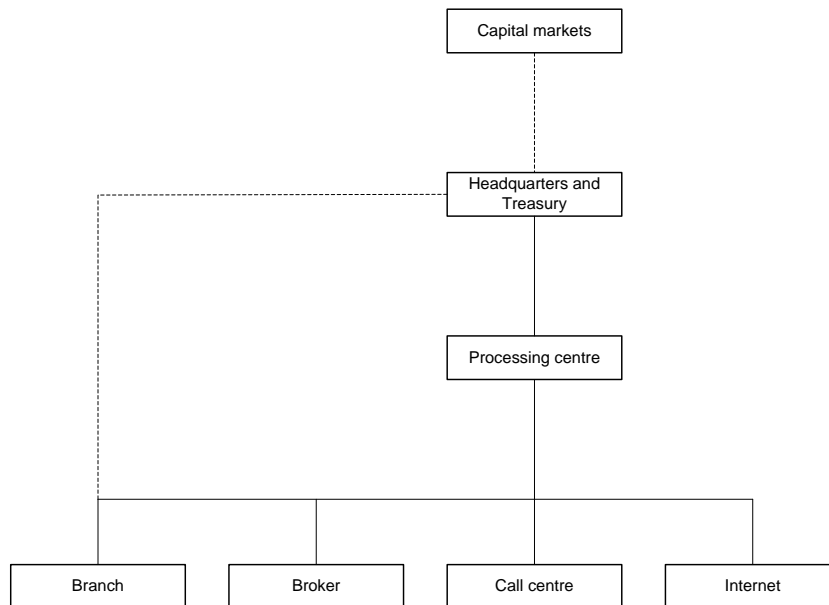 Capital markets
Headquarters and
Treasury
Processing centre
Branch
Broker
Call centre
Internet